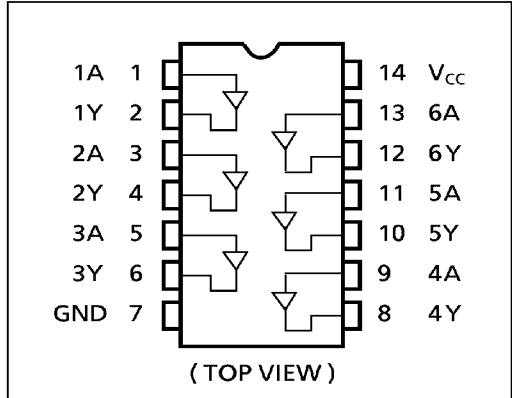 1A 1 14 VCC
1Y 2 13 6A
2A 3 12 6Y
2Y 4 11 5A
3A 5 10 5Y
3Y 6 9 4A
GND 7 8 4Y
(TOP VIEW)